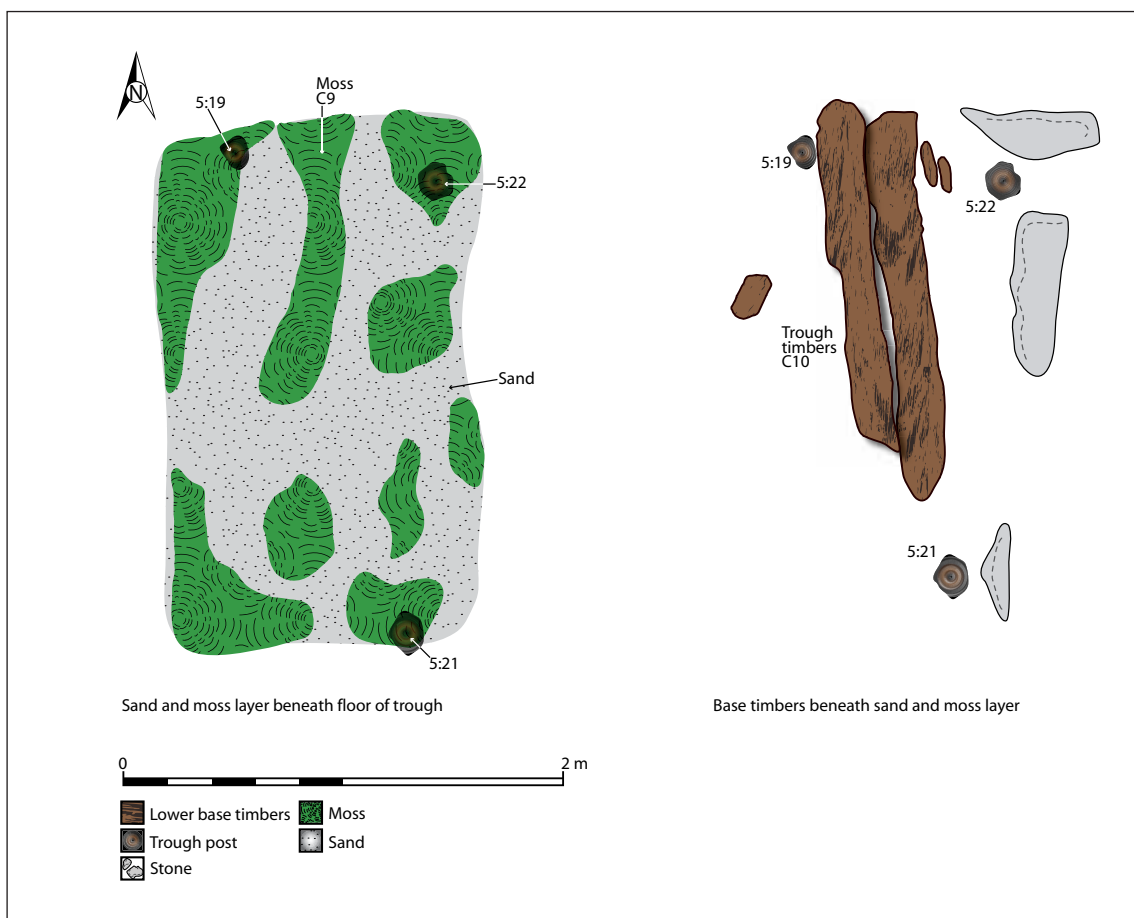 N
5:19
Moss
C9
5:22
Sand
5:21
Sand and moss layer beneath floor of trough
5:19
5:22
Trough
timbers
C10
5:21
Base timbers beneath sand and moss layer
0
2 m
Lower base timbers
Moss
Trough post
Sand
Stone